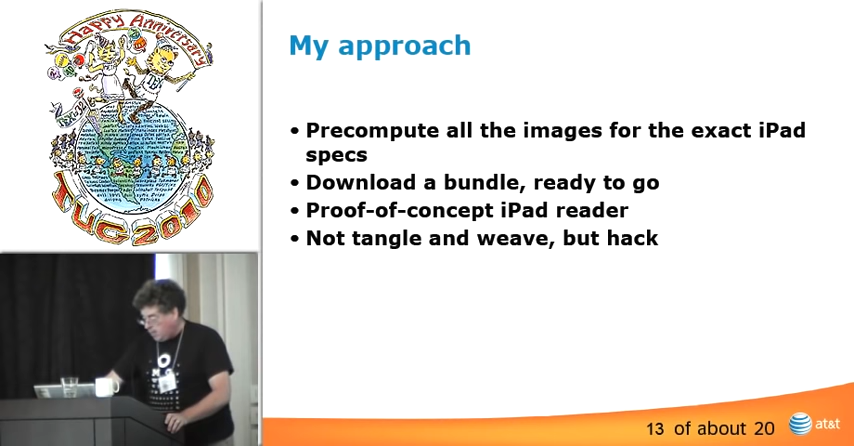 Happy Anniversary
TUG 2010
My approach
• Precompute all the images for the exact iPad
specs
• Download a bundle, ready to go
• Proof-of-concept iPad reader
• Not tangle and weave, but hack
13 of about 20
at&t